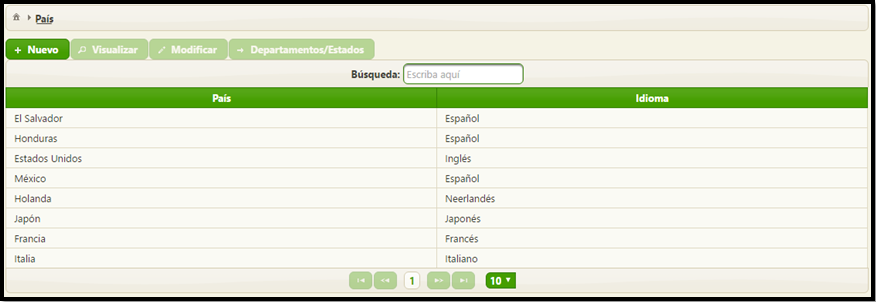 País
Nuevo Visualizar Modificar Departamentos/Estados
Búsqueda: Escriba aquí
País Idioma
El Salvador Español
Honduras Español
Estados Unidos Inglés
México Español
Holanda Neerlandés
Japón Japonés
Francia Francés
Italia Italiano
1 10